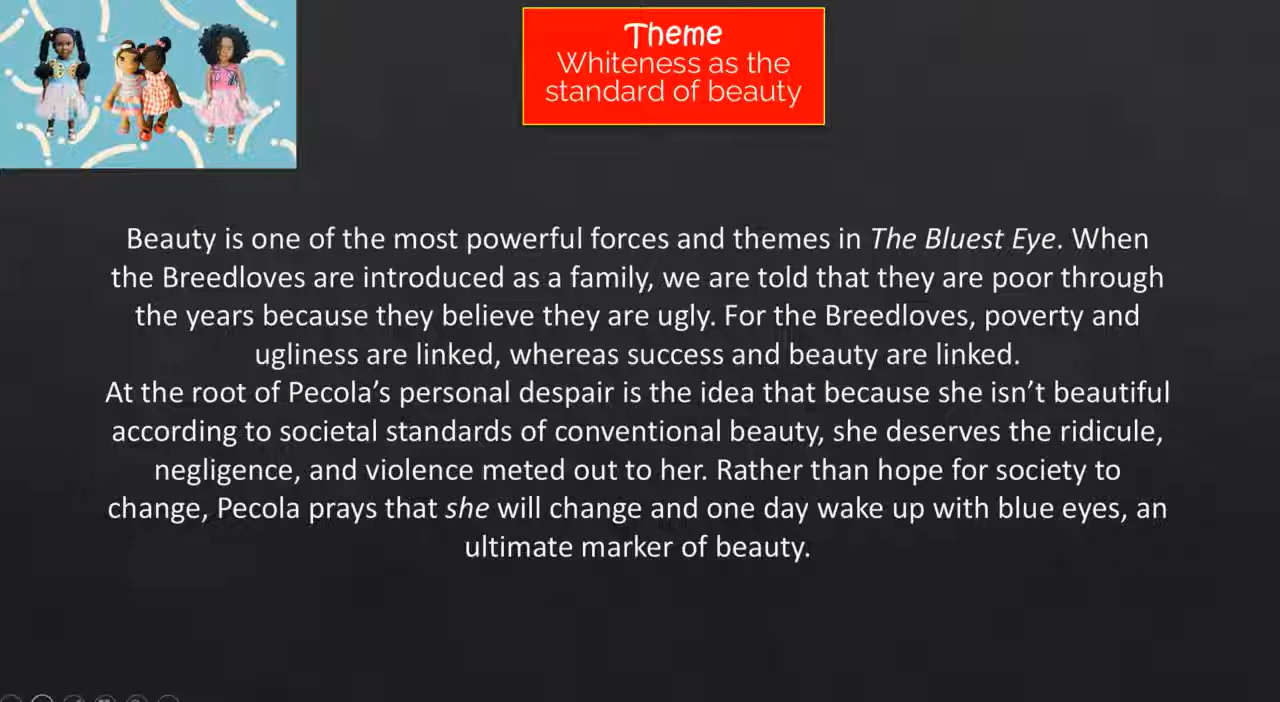 Theme
Whiteness as the
standard of beauty
Beauty is one of the most powerful forces and themes in The Bluest Eye. When
the Breedloves are introduced as a family, we are told that they are poor through
the years because they believe they are ugly. For the Breedloves, poverty and
ugliness are linked, whereas success and beauty are linked.
At the root of Pecola’s personal despair is the idea that because she isn’t beautiful
according to societal standards of conventional beauty, she deserves the ridicule,
negligence, and violence meted out to her. Rather than hope for society to
change, Pecola prays that she will change and one day wake up with blue eyes, an
ultimate marker of beauty.